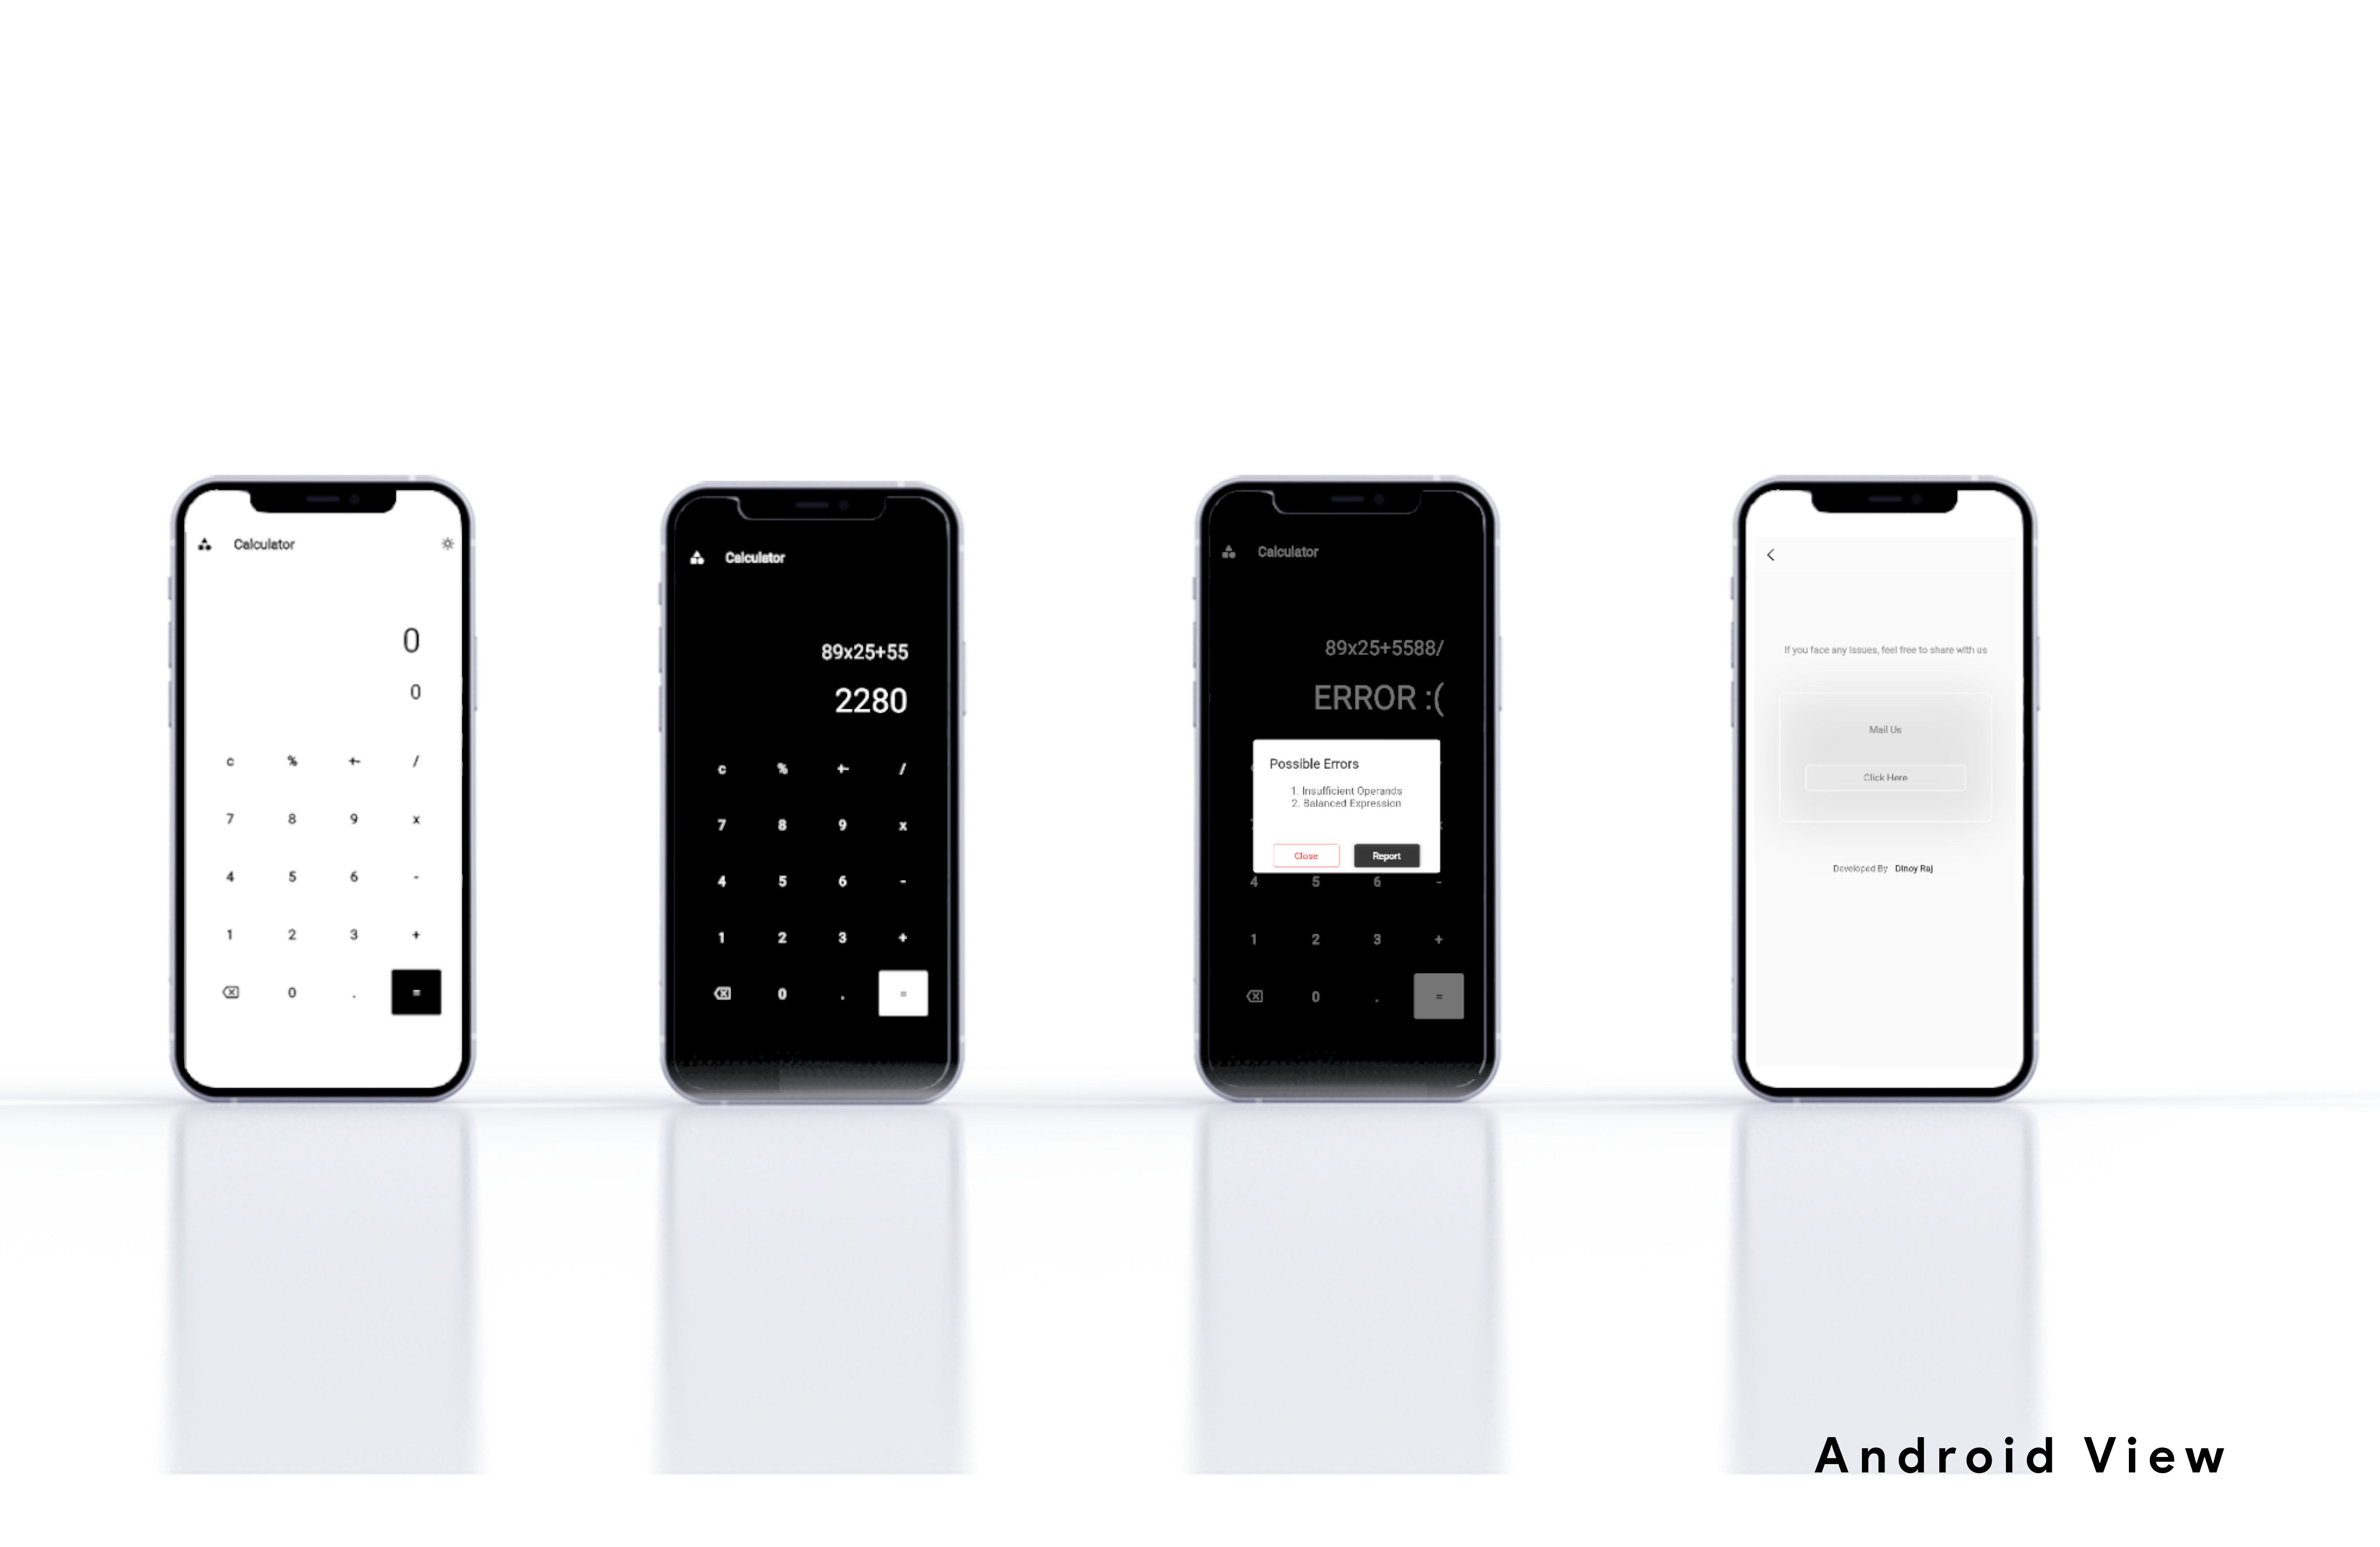 Calculator
0
0
c % +- /
7 8 9 x
4 5 6 -
1 2 3 +
0 . =
Calculator
89x25+55
2280
c % +- /
7 8 9 x
4 5 6 -
1 2 3 +
0 . =
Calculator
89x25+5588/
ERROR :(
Possible Errors
1. Insufficient Operands
2. Balanced Expression
Close Report
4 5 6 -
1 2 3 +
0 . =
If you face any issues, feel free to share with us
Mail Us
Click Here
Developed By Dinoy Raj
Android View